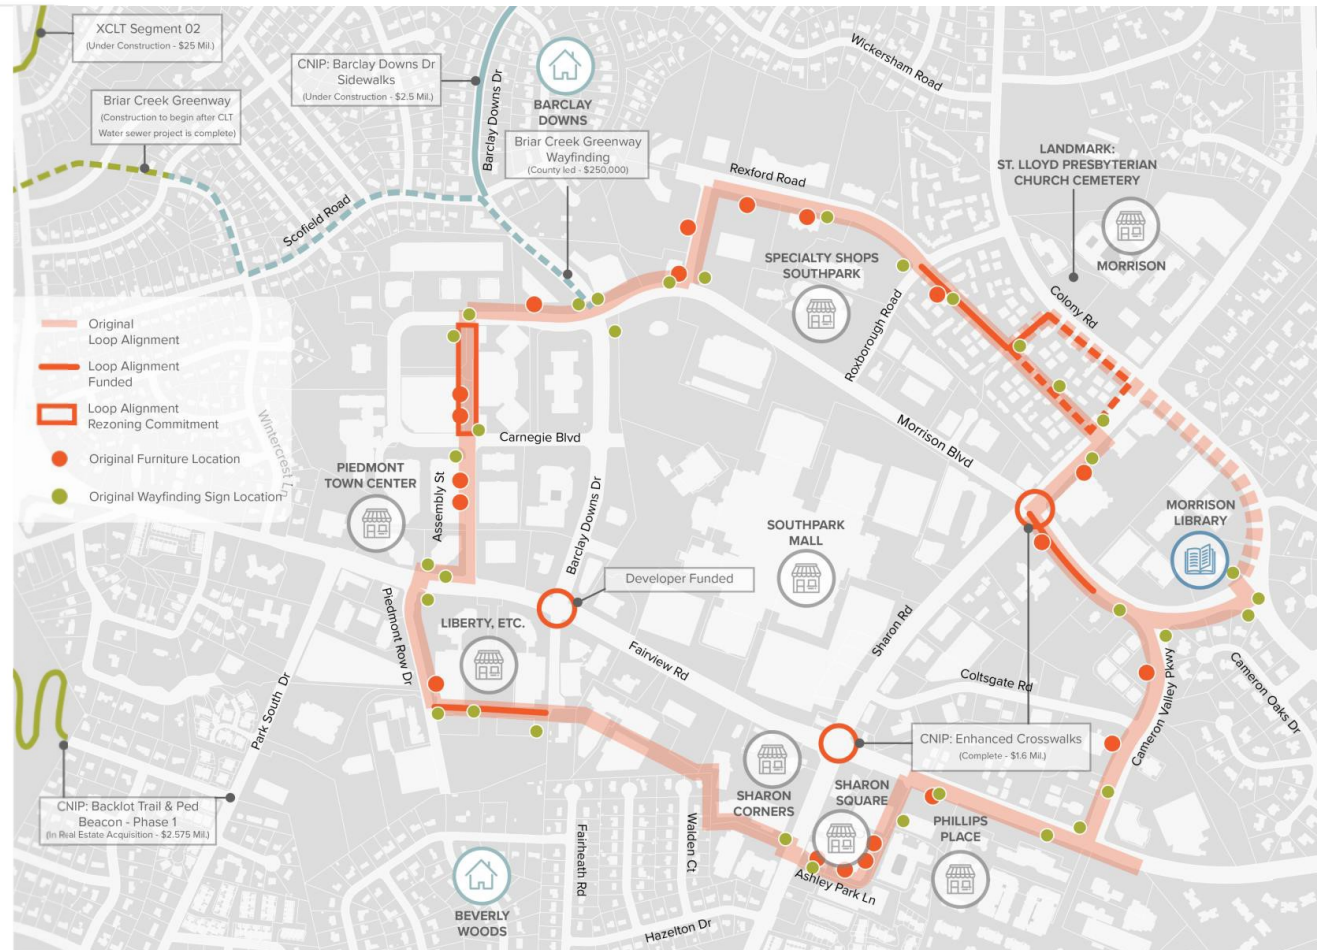 XCLT Segment 02
(Under Construction - $25 Mil.)
CNIP: Barclay Downs Dr
Sidewalks
(Under Construction - $2.5 Mil.)
Barclay Downs Dr
BARCLAY
DOWNS
Wickersham Road
Briar Creek Greenway
(Construction to begin after CLT
Water sewer project is complete)
Briar Creek Greenway
Wayfinding
(County led - $250,000)
LANDMARK:
ST. LLOYD PRESBYTERIAN
CHURCH CEMETERY
Rexford Road
Scofield Road
MORRISON
SPECIALTY SHOPS
SOUTHPARK
Colony Rd
Roxborough Road
Original
Loop Alignment
Loop Alignment
Funded
Loop Alignment
Rezoning Commitment
Original Furniture Location
Original Wayfinding Sign Location
Wintercrest Ln
Carnegie Blvd
Morrison Blvd
PIEDMONT
TOWN CENTER
Assembly St
Barclay Downs Dr
SOUTHPARK
MALL
MORRISON
LIBRARY
Developer Funded
Piedmont Row Dr
LIBERTY, ETC.
Fairview Rd
Sharon Rd
Coltsgate Rd
Cameron Valley Pkwy
Cameron Oaks Dr
Park South Dr
CNIP: Enhanced Crosswalks
(Complete - $1.6 Mil.)
CNIP: Backlot Trail & Ped
Beacon - Phase 1
(In Real Estate Acquisition - $2.575 Mil.)
SHARON
CORNERS
SHARON
SQUARE
PHILLIPS
PLACE
Walden Ct
Fairheath Rd
Ashley Park Ln
BEVERLY
WOODS
Hazelton Dr